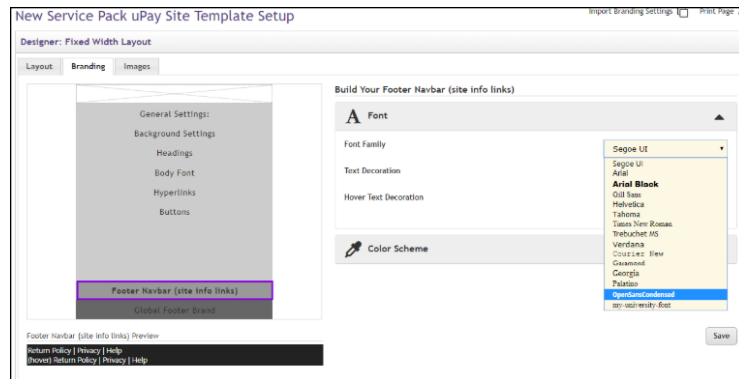 New Service Pack uPay Site Template Setup
Import Branding Settings
Print Page
Designer: Fixed Width Layout
Layout Branding Images
General Settings:
Background Settings
Headings
Body Font
Hyperlinks
Buttons
Footer Navbar (site info links)
Global Footer Brand
Footer Navbar (site info links) Preview
Return Policy | Privacy | Help
(hover) Return Policy | Privacy | Help
Build Your Footer Navbar (site info links)
A Font
Font Family
Text Decoration
Hover Text Decoration
Segoe UI
Segoe UI
Arial
Arial Black
Gill Sans
Helvetica
Tahoma
Times New Roman
Trebuchet MS
Verdana
Courier New
Garamond
Georgia
Palatino
OpenSansCondensed
my-university-font
Color Scheme
Save